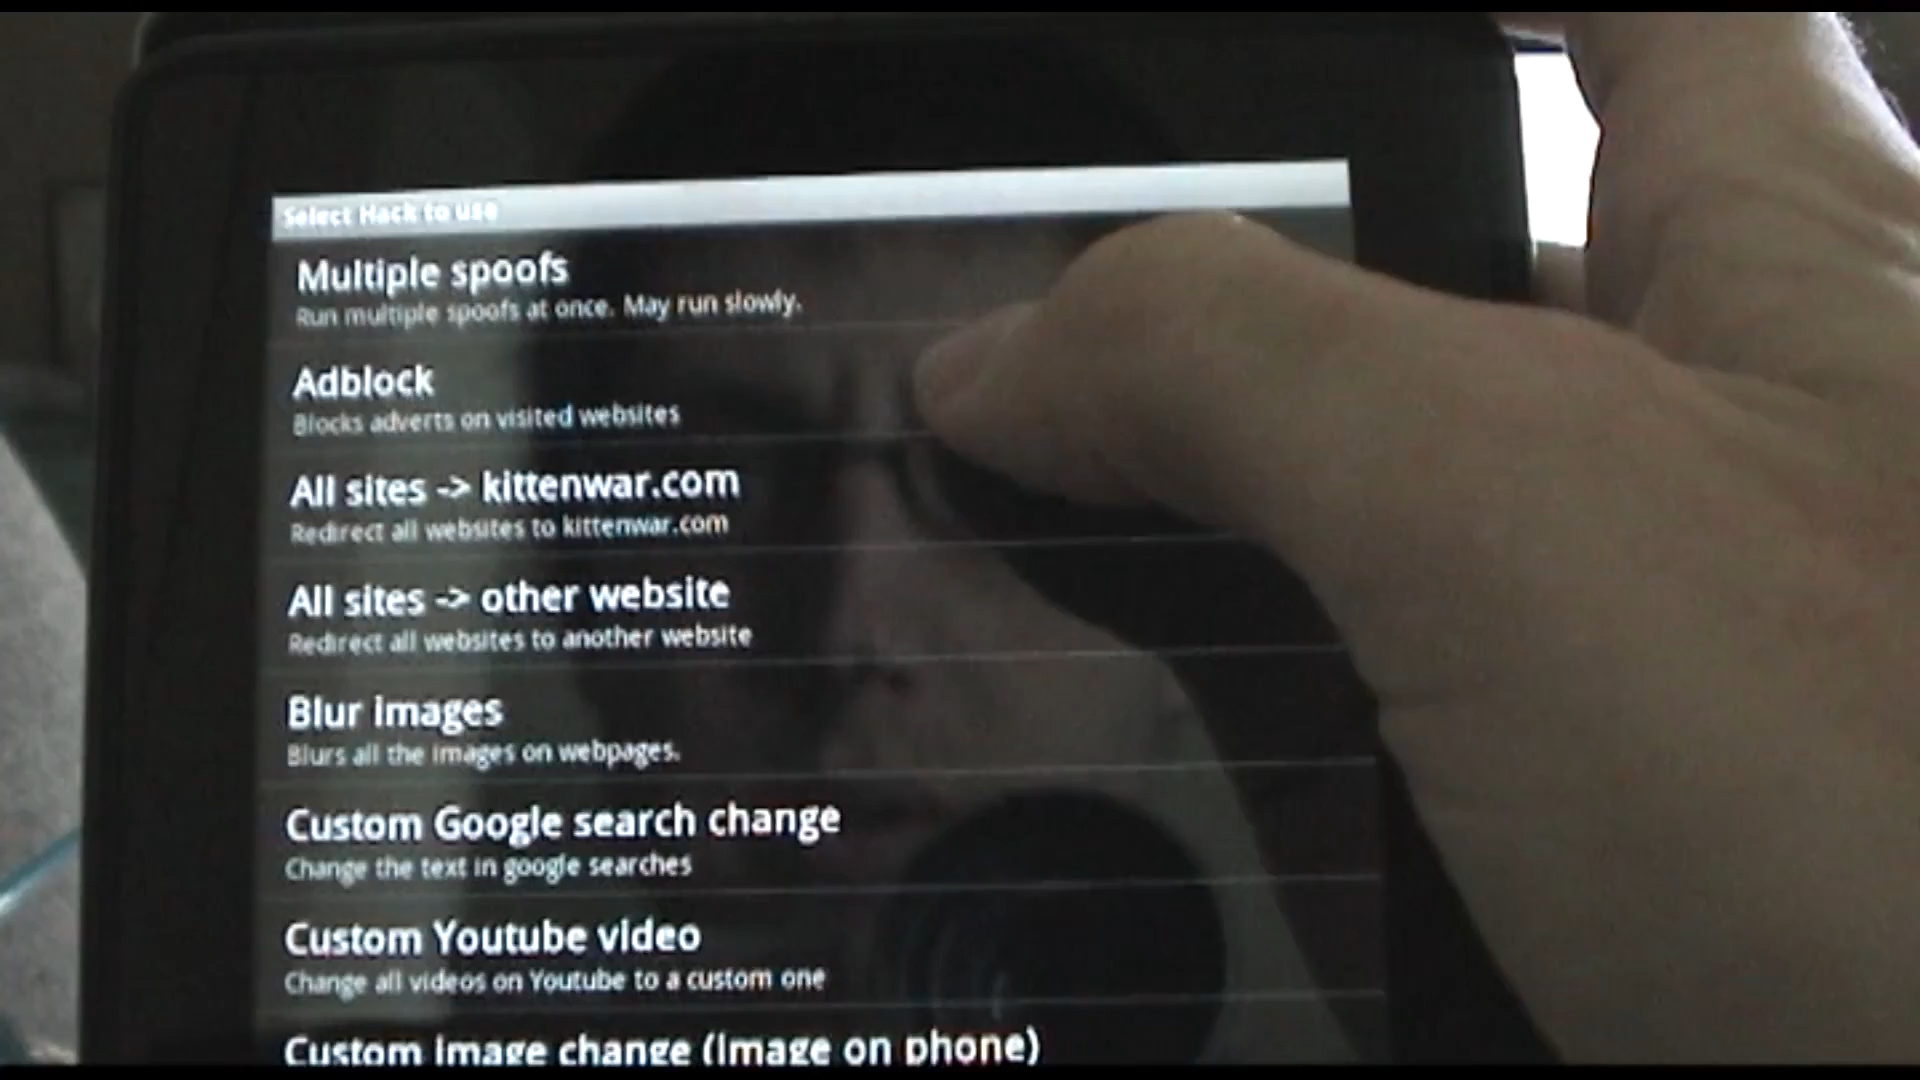 Select Hack to use
Multiple spoofs
Run multiple spoofs at once. May run slowly.
Adblock
Blocks adverts on visited websites
All sites -> kittenwar.com
Redirect all websites to kittenwar.com
All sites -> other website
Redirect all websites to another website
Blur images
Blurs all the images on webpages.
Custom Google search change
Change the text in google searches
Custom Youtube video
Change all videos on Youtube to a custom one
Custom image change (Image on phone)